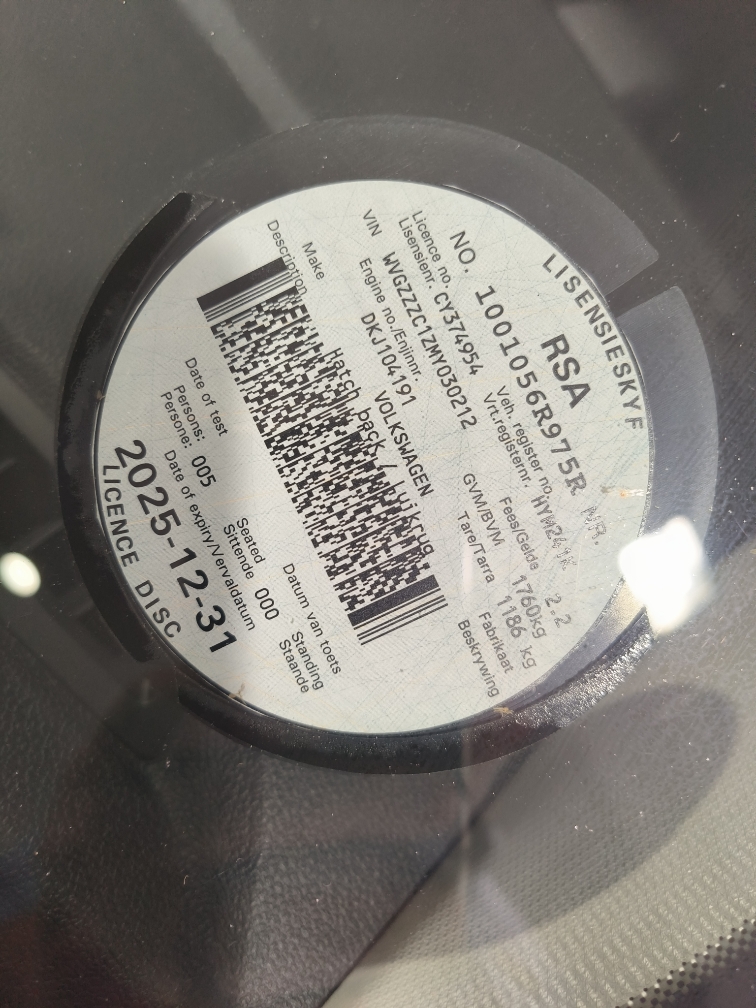 LISENSIESKYF
RSA
NO. 1001056R975R NR.
Licence no. CY374954 Veh. register no.
Lisensienr. Vrt.registernr.
VIN WVGZZZC1ZMY030212 Fees/Gelde
Engine no./Enjinnr. GVM/BVM 1760kg
DKJ104191 Tare/Tarra 1186 kg
VOLKSWAGEN
Make Fabrikaat
Description Hatch back / Luikrug Beskrywing
Date of test Datum van toets
Persons: 005 Seated 000 Standing
Persone: Sittende Staande
Date of expiry/Vervaldatum
2025-12-31
LICENCE DISC